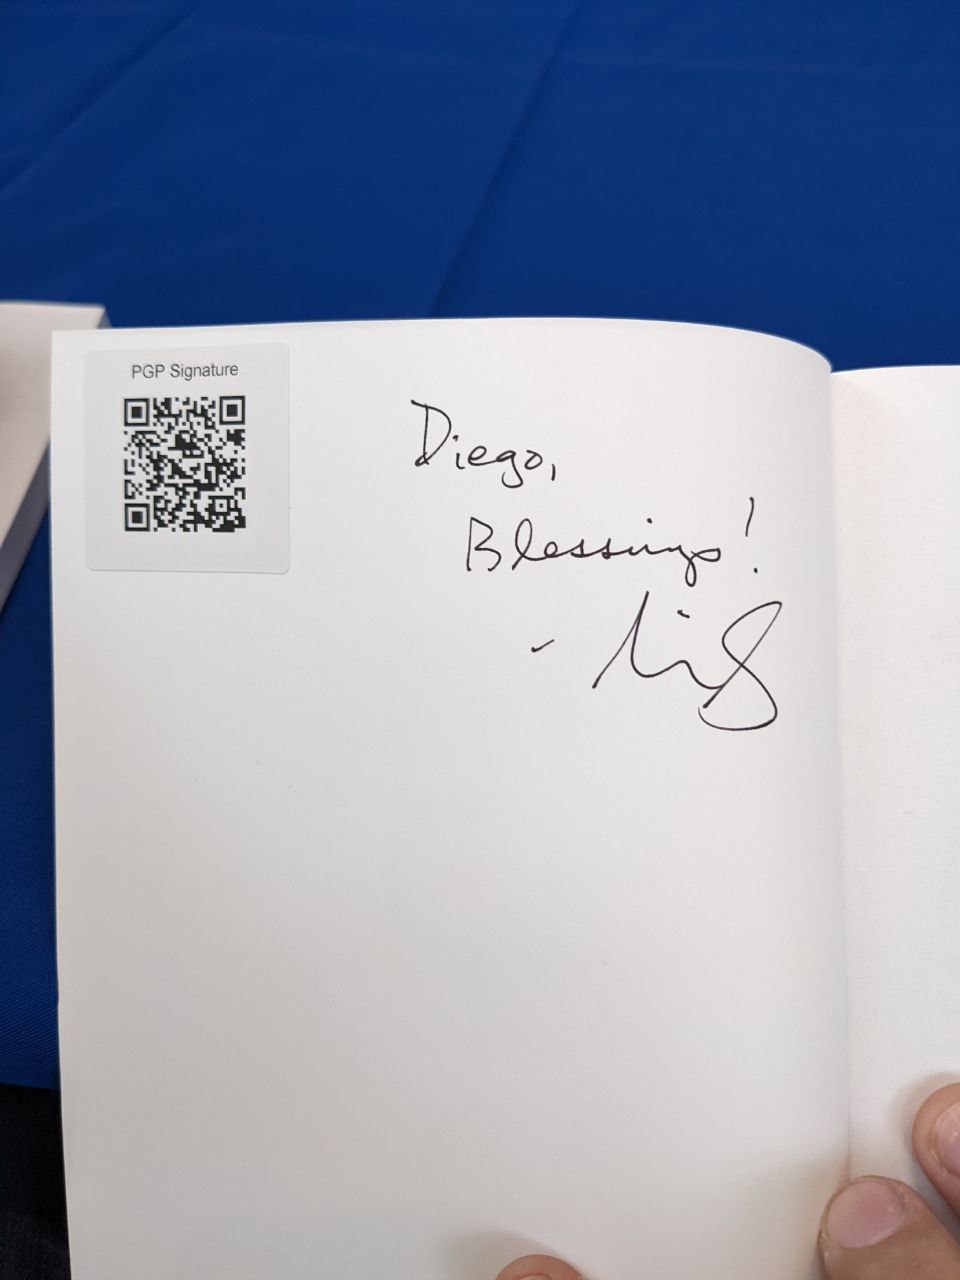 PGP Signature
Diego,
Blessings!